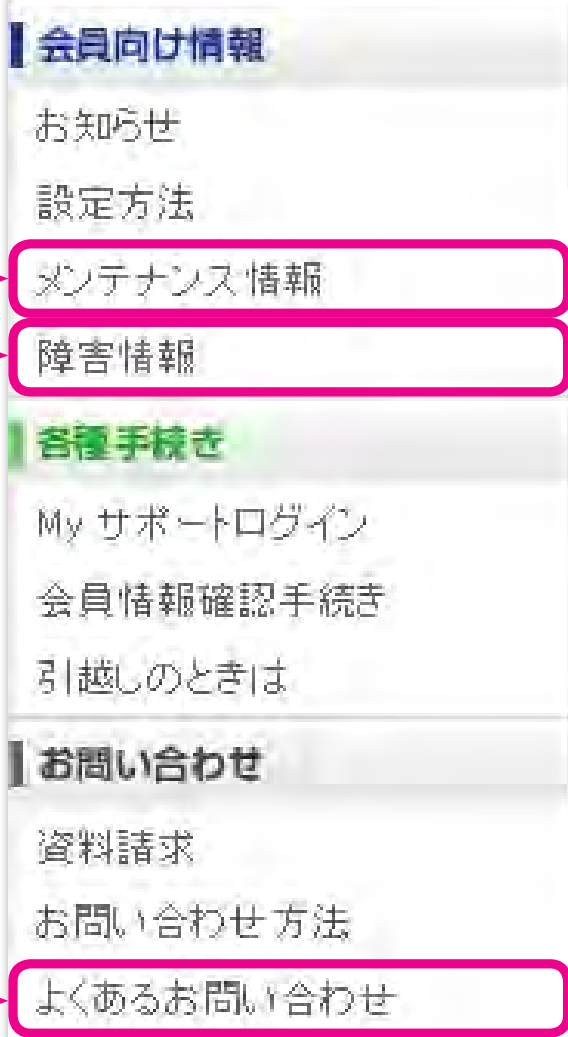 会員向け情報
お知らせ
設定方法
メンテナンス情報
障害情報
各種手続き
My サポートログイン
会員情報確認手続き
引越しのときは
お問い合わせ
資料請求
お問い合わせ方法
よくあるお問い合わせ